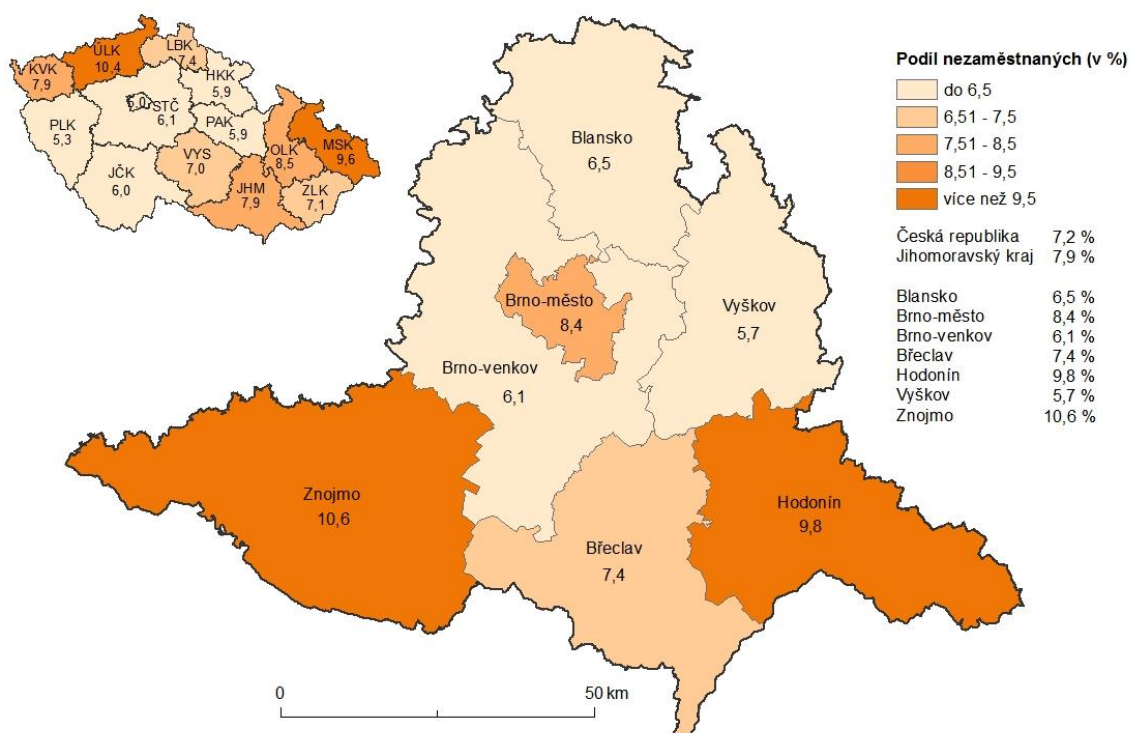 ÚLK
10,4
LBK
7,4
KVK
7,9
HKK
5,9
5,0
STČ
6,1
PAK
5,9
PLK
5,3
MSK
9,6
OLK
8,5
VYS
7,0
JČK
6,0
JHM
7,9
ZLK
7,1
Blansko
6,5
Brno-město
8,4
Vyškov
5,7
Brno-venkov
6,1
Znojmo
10,6
Hodonín
9,8
Břeclav
7,4
0 50 km
Podíl nezaměstnaných (v %)
do 6,5
6,51 - 7,5
7,51 - 8,5
8,51 - 9,5
více než 9,5
Česká republika 7,2 %
Jihomoravský kraj 7,9 %
Blansko 6,5 %
Brno-město 8,4 %
Brno-venkov 6,1 %
Břeclav 7,4 %
Hodonín 9,8 %
Vyškov 5,7 %
Znojmo 10,6 %